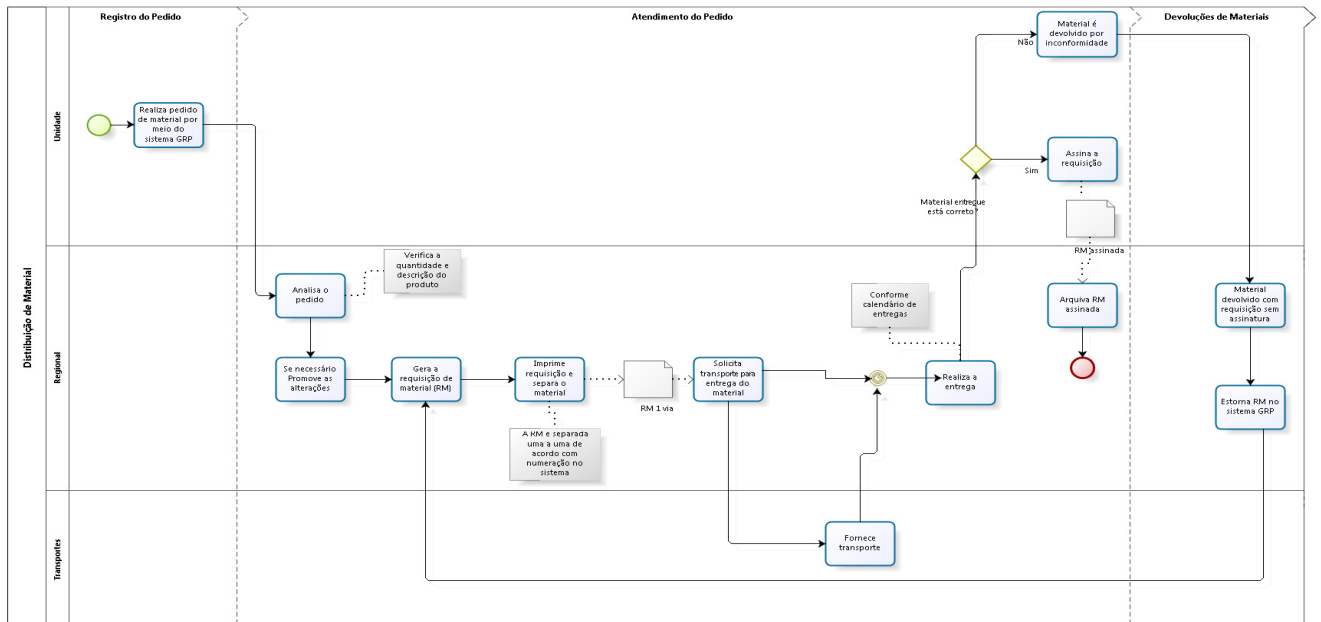 Registro do Pedido
Atendimento do Pedido
Devoluções de Materiais
Distribuição de Material
Unidade
Realiza pedido
de material por
meio do
sistema GRP
Material é
devolvido por
inconformidade
Não
Assina a
requisição
Sim
Material entregue
está correto?
RM assinada
Regional
Verifica a
quantidade e
descrição do
produto
Analisa o
pedido
Conforme
calendário de
entregas
Arquiva RM
assinada
Material
devolvido com
requisição sem
assinatura
Se necessário
Promove as
alterações
Gera a
requisição de
material (RM)
Imprime
requisição e
separa o
material
RM 1 via
Solicita
transporte para
entrega do
material
Realiza a
entrega
Estorna RM no
sistema GRP
A RM e separada
uma a uma de
acordo com
numeração no
sistema
Transportes
Fornece
transporte